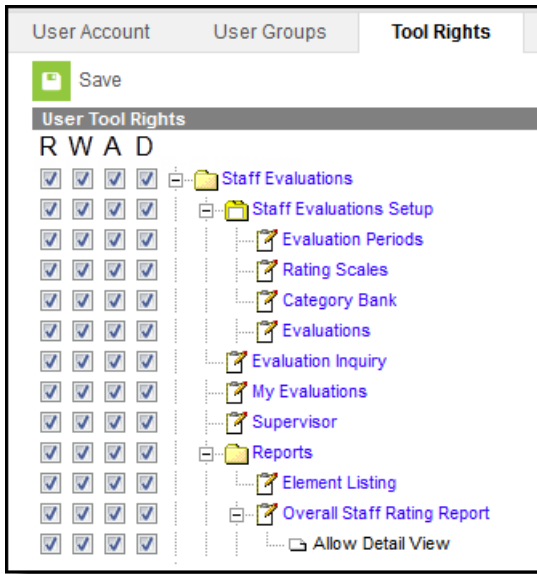 User Account User Groups Tool Rights
Save
User Tool Rights
R W A D
Staff Evaluations
Staff Evaluations Setup
Evaluation Periods
Rating Scales
Category Bank
Evaluations
Evaluation Inquiry
My Evaluations
Supervisor
Reports
Element Listing
Overall Staff Rating Report
Allow Detail View